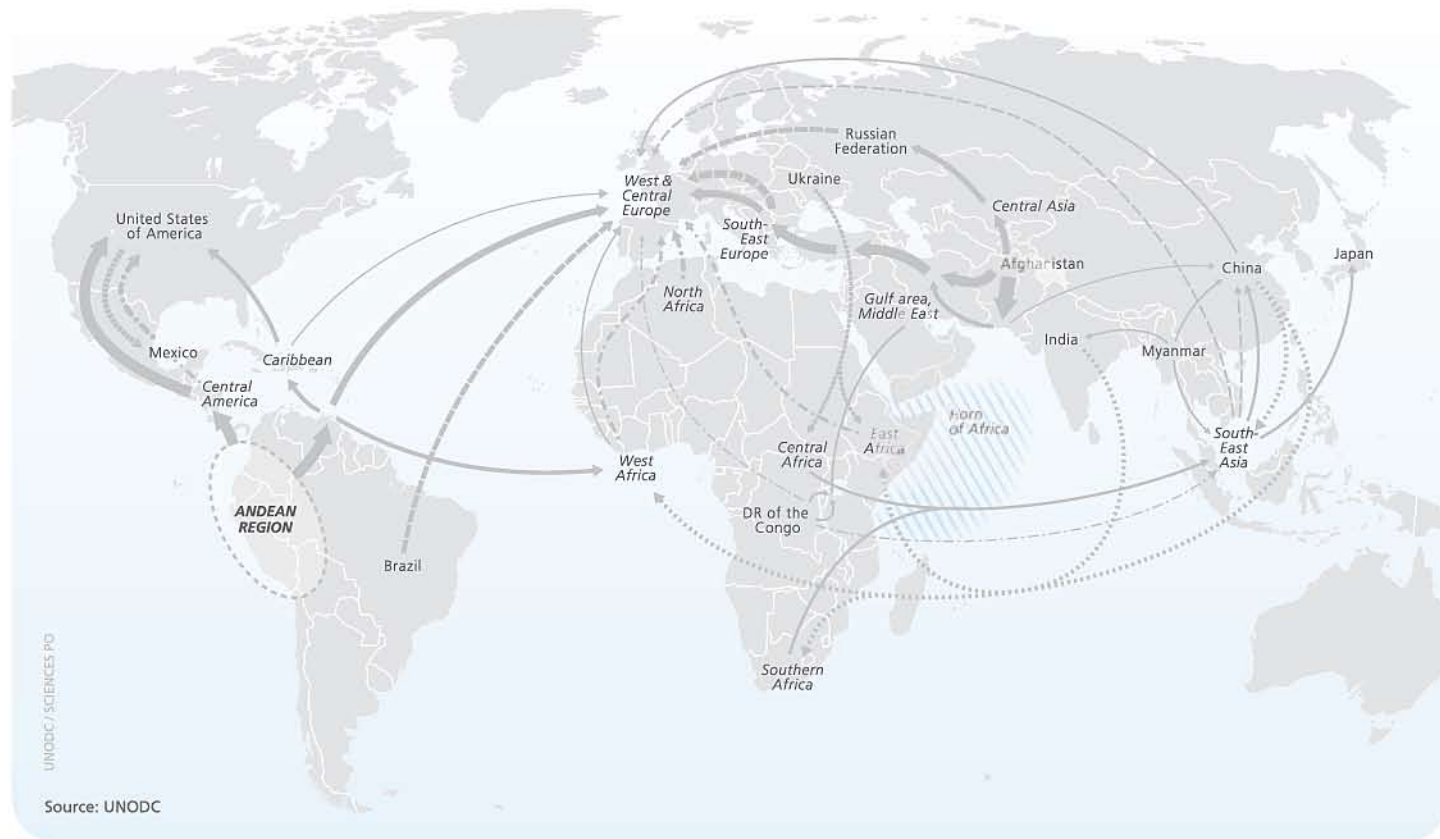 Russian
Federation
Ukraine
West &
Central
Europe
Central Asia
United States
of America
South-
East
Europe
Afghanistan
China
Japan
North
Africa
Gulf area,
Middle East
India
Mexico
Caribbean
Myanmar
Central
America
Horn
of Africa
East
Africa
Central
Africa
South-
East
Asia
West
Africa
ANDEAN
REGION
DR of the
Congo
Brazil
Southern
Africa
UNODC / SCIENCES PO
Source: UNODC